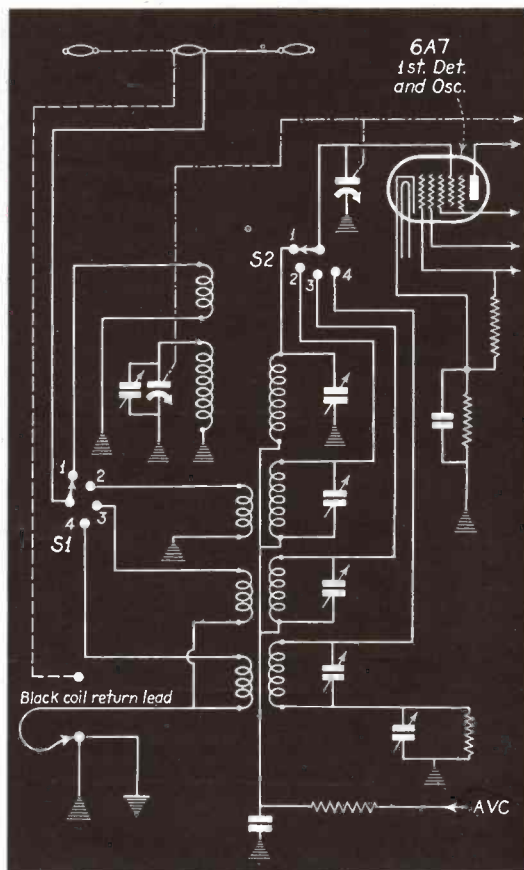 6A7
1st. Det.
and Osc.
S2
1
2
3
4
1
2
3
4
S1
Black coil return lead
AVC